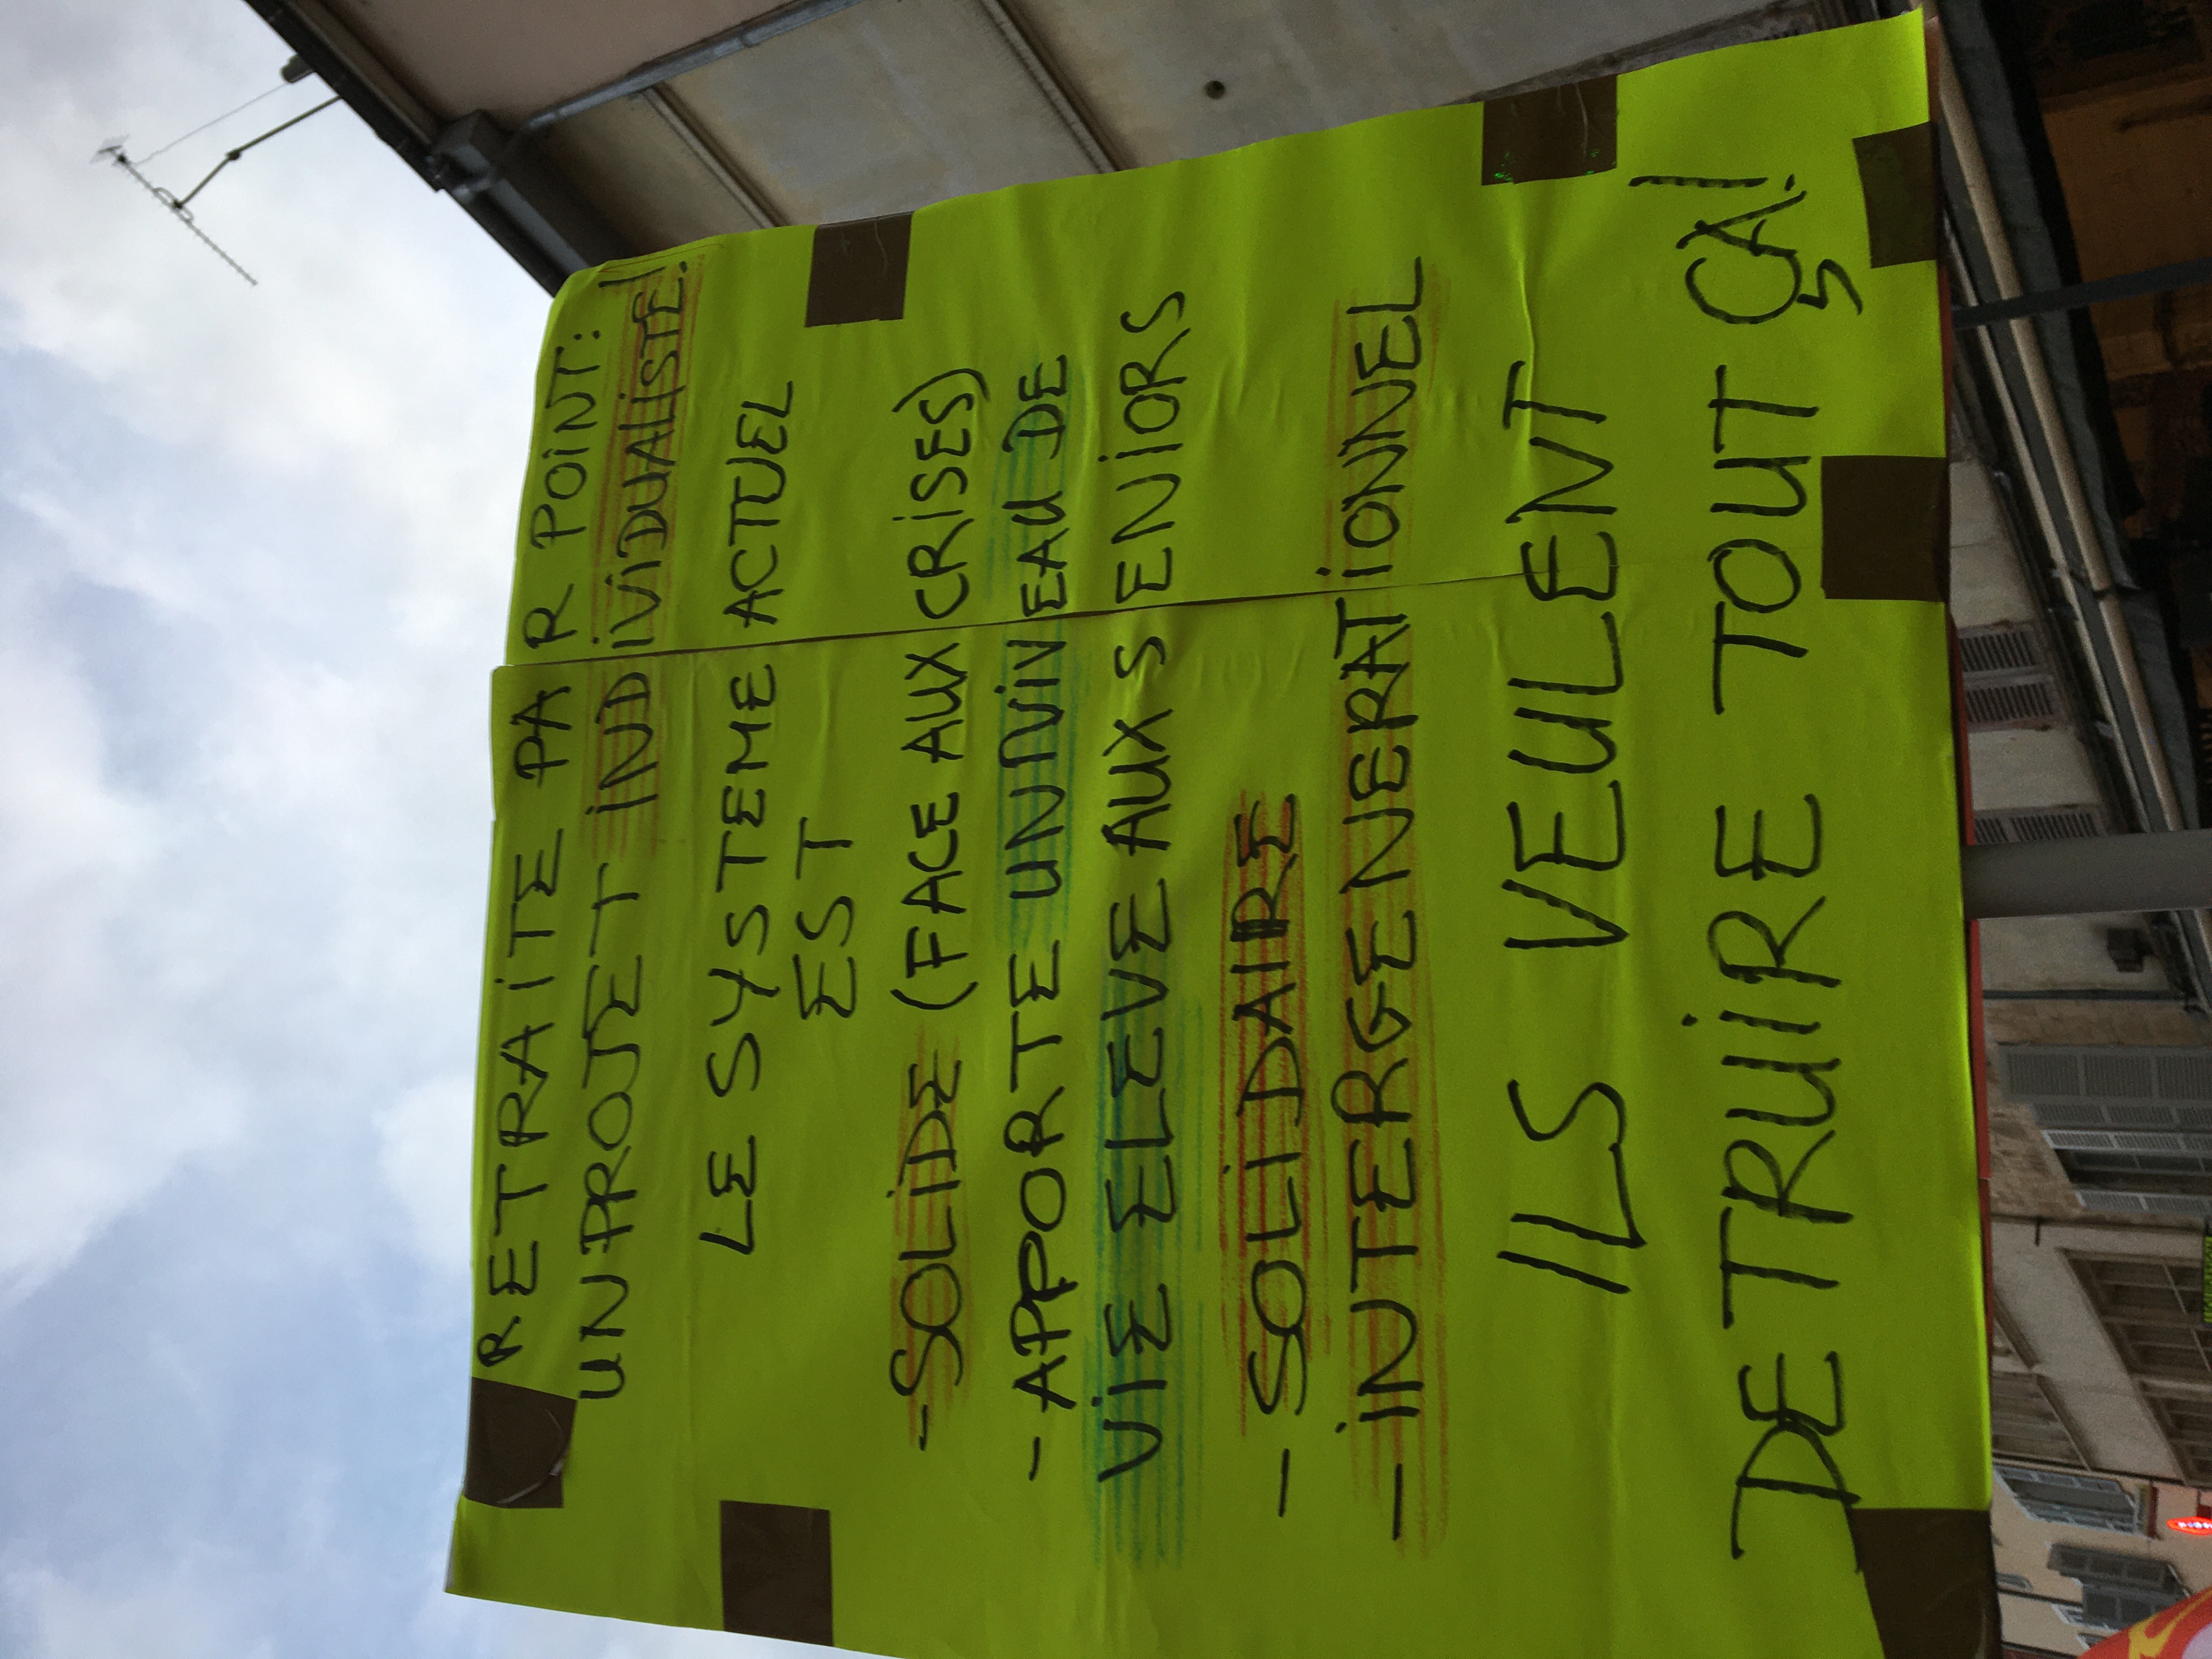 RETRAiTE PAR POiNT:
UN PROJET iNDiViDUALiSTE!
LE SYSTEME ACTUEL
EST
-SOLiDE (FACE AUX CRiSES)
-APPORTE UN NiVEAU DE
ViE ELEVE AUX SENiORS
- SOLiDAIRE
-iNTERGENERATiONNEL
ILS VEULENT
DETRUiRE TOUT ÇA!